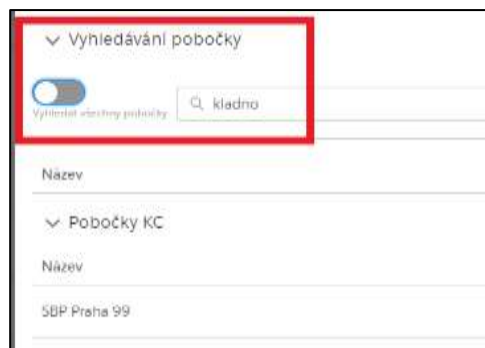 Vyhledávání pobočky
Vyhledat všechny pobočky
kladno
Název
Pobočky KC
Název
SBP Praha 99